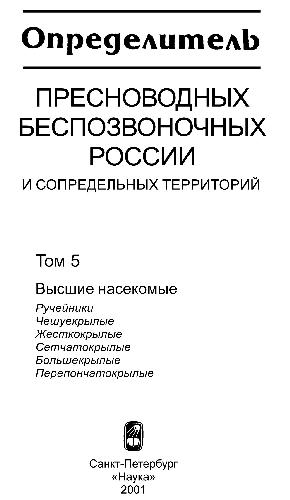 Определитель
ПРЕСНОВОДНЫХ
БЕСПОЗВОНОЧНЫХ
РОССИИ
И СОПРЕДЕЛЬНЫХ ТЕРРИТОРИЙ
Том 5
Высшие насекомые
Ручейники
Чешуекрылые
Жесткокрылые
Сетчатокрылые
Большекрылые
Перепончатокрылые
Санкт-Петербург
«Наука»
2001